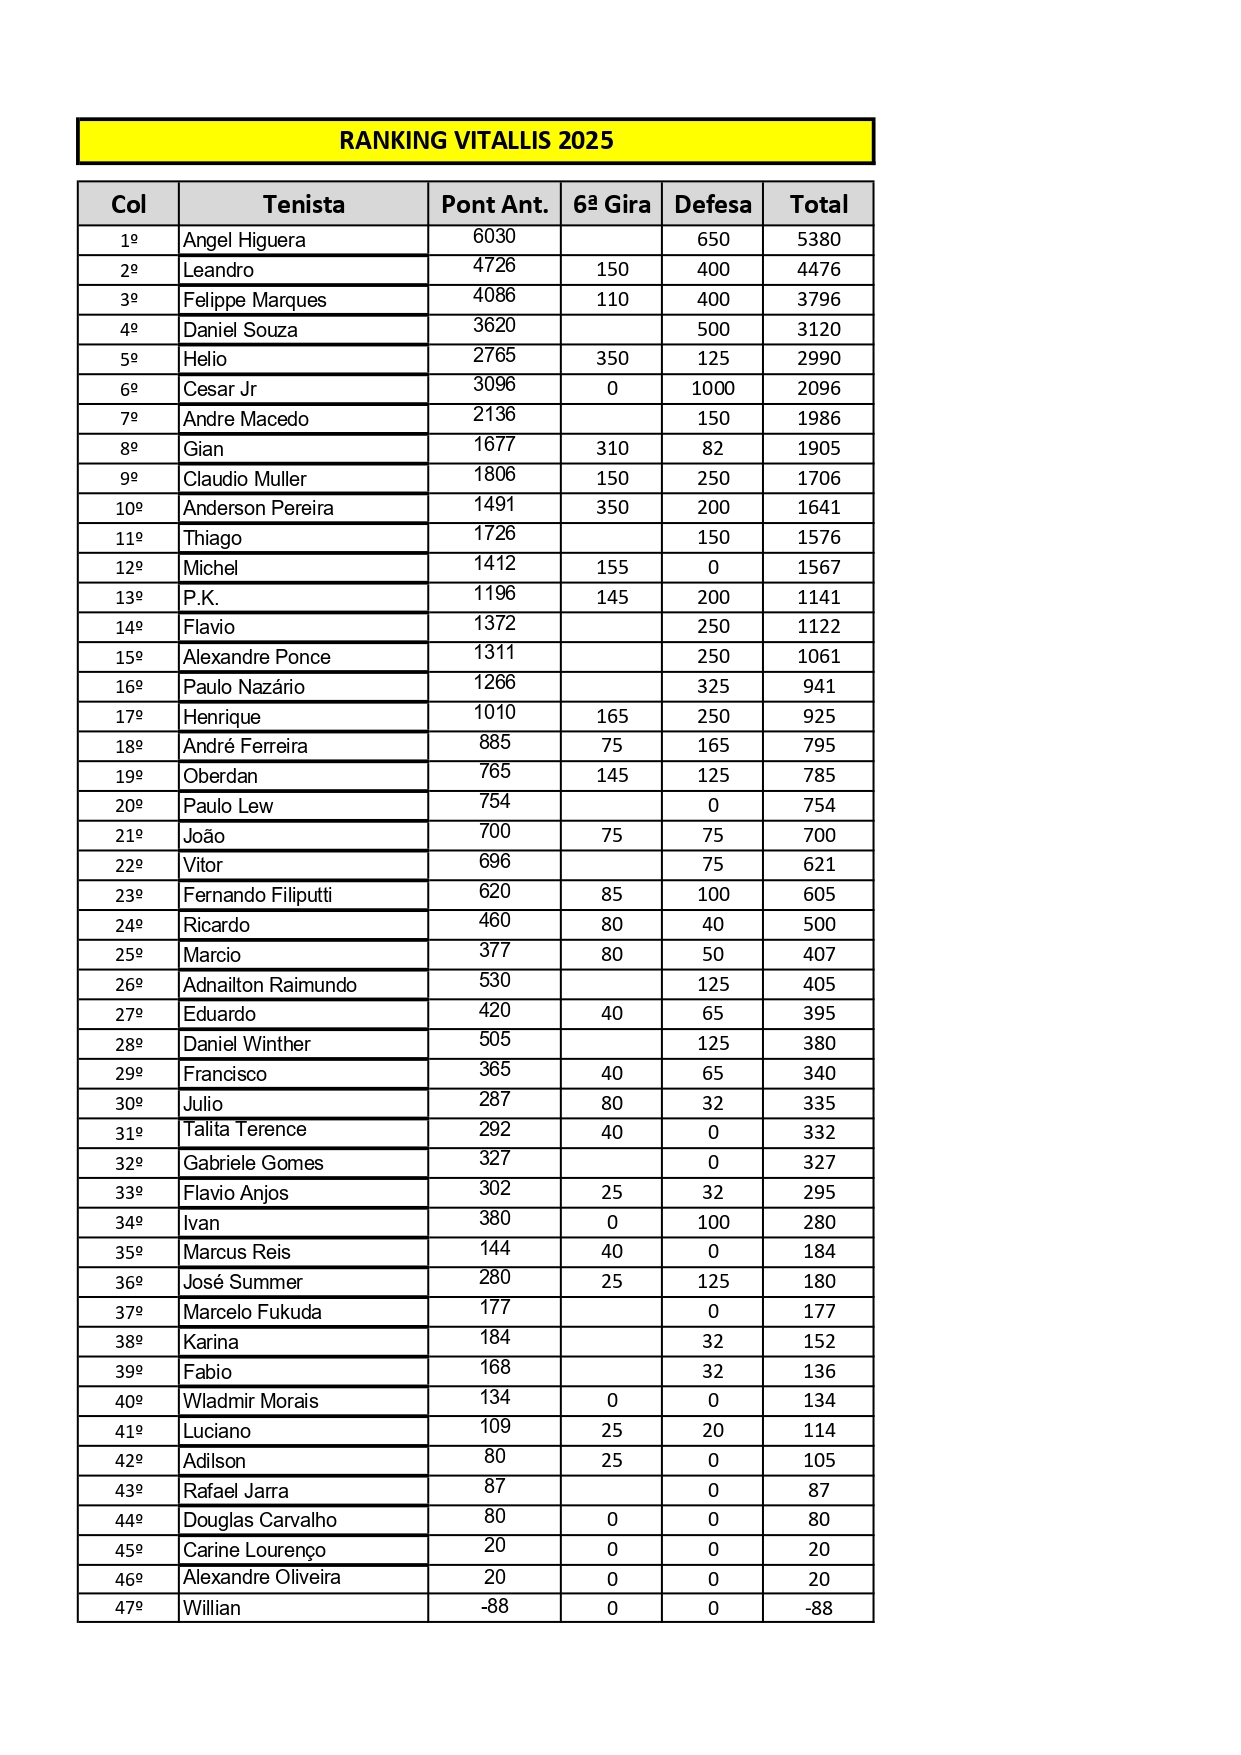 RANKING VITALLIS 2025
Col Tenista Pont Ant. 6ª Gira Defesa Total
1º Angel Higuera 6030 650 5380
2º Leandro 4726 150 400 4476
3º Felippe Marques 4086 110 400 3796
4º Daniel Souza 3620 500 3120
5º Helio 2765 350 125 2990
6º Cesar Jr 3096 0 1000 2096
7º Andre Macedo 2136 150 1986
8º Gian 1677 310 82 1905
9º Claudio Muller 1806 150 250 1706
10º Anderson Pereira 1491 350 200 1641
11º Thiago 1726 150 1576
12º Michel 1412 155 0 1567
13º P.K. 1196 145 200 1141
14º Flavio 1372 250 1122
15º Alexandre Ponce 1311 250 1061
16º Paulo Nazário 1266 325 941
17º Henrique 1010 165 250 925
18º André Ferreira 885 75 165 795
19º Oberdan 765 145 125 785
20º Paulo Lew 754 0 754
21º João 700 75 75 700
22º Vitor 696 75 621
23º Fernando Filiputti 620 85 100 605
24º Ricardo 460 80 40 500
25º Marcio 377 80 50 407
26º Adnailton Raimundo 530 125 405
27º Eduardo 420 40 65 395
28º Daniel Winther 505 125 380
29º Francisco 365 40 65 340
30º Julio 287 80 32 335
31º Talita Terence 292 40 0 332
32º Gabriele Gomes 327 0 327
33º Flavio Anjos 302 25 32 295
34º Ivan 380 0 100 280
35º Marcus Reis 144 40 0 184
36º José Summer 280 25 125 180
37º Marcelo Fukuda 177 0 177
38º Karina 184 32 152
39º Fabio 168 32 136
40º Wladmir Morais 134 0 0 134
41º Luciano 109 25 20 114
42º Adilson 80 25 0 105
43º Rafael Jarra 87 0 87
44º Douglas Carvalho 80 0 0 80
45º Carine Lourenço 20 0 0 20
46º Alexandre Oliveira 20 0 0 20
47º Willian -88 0 0 -88